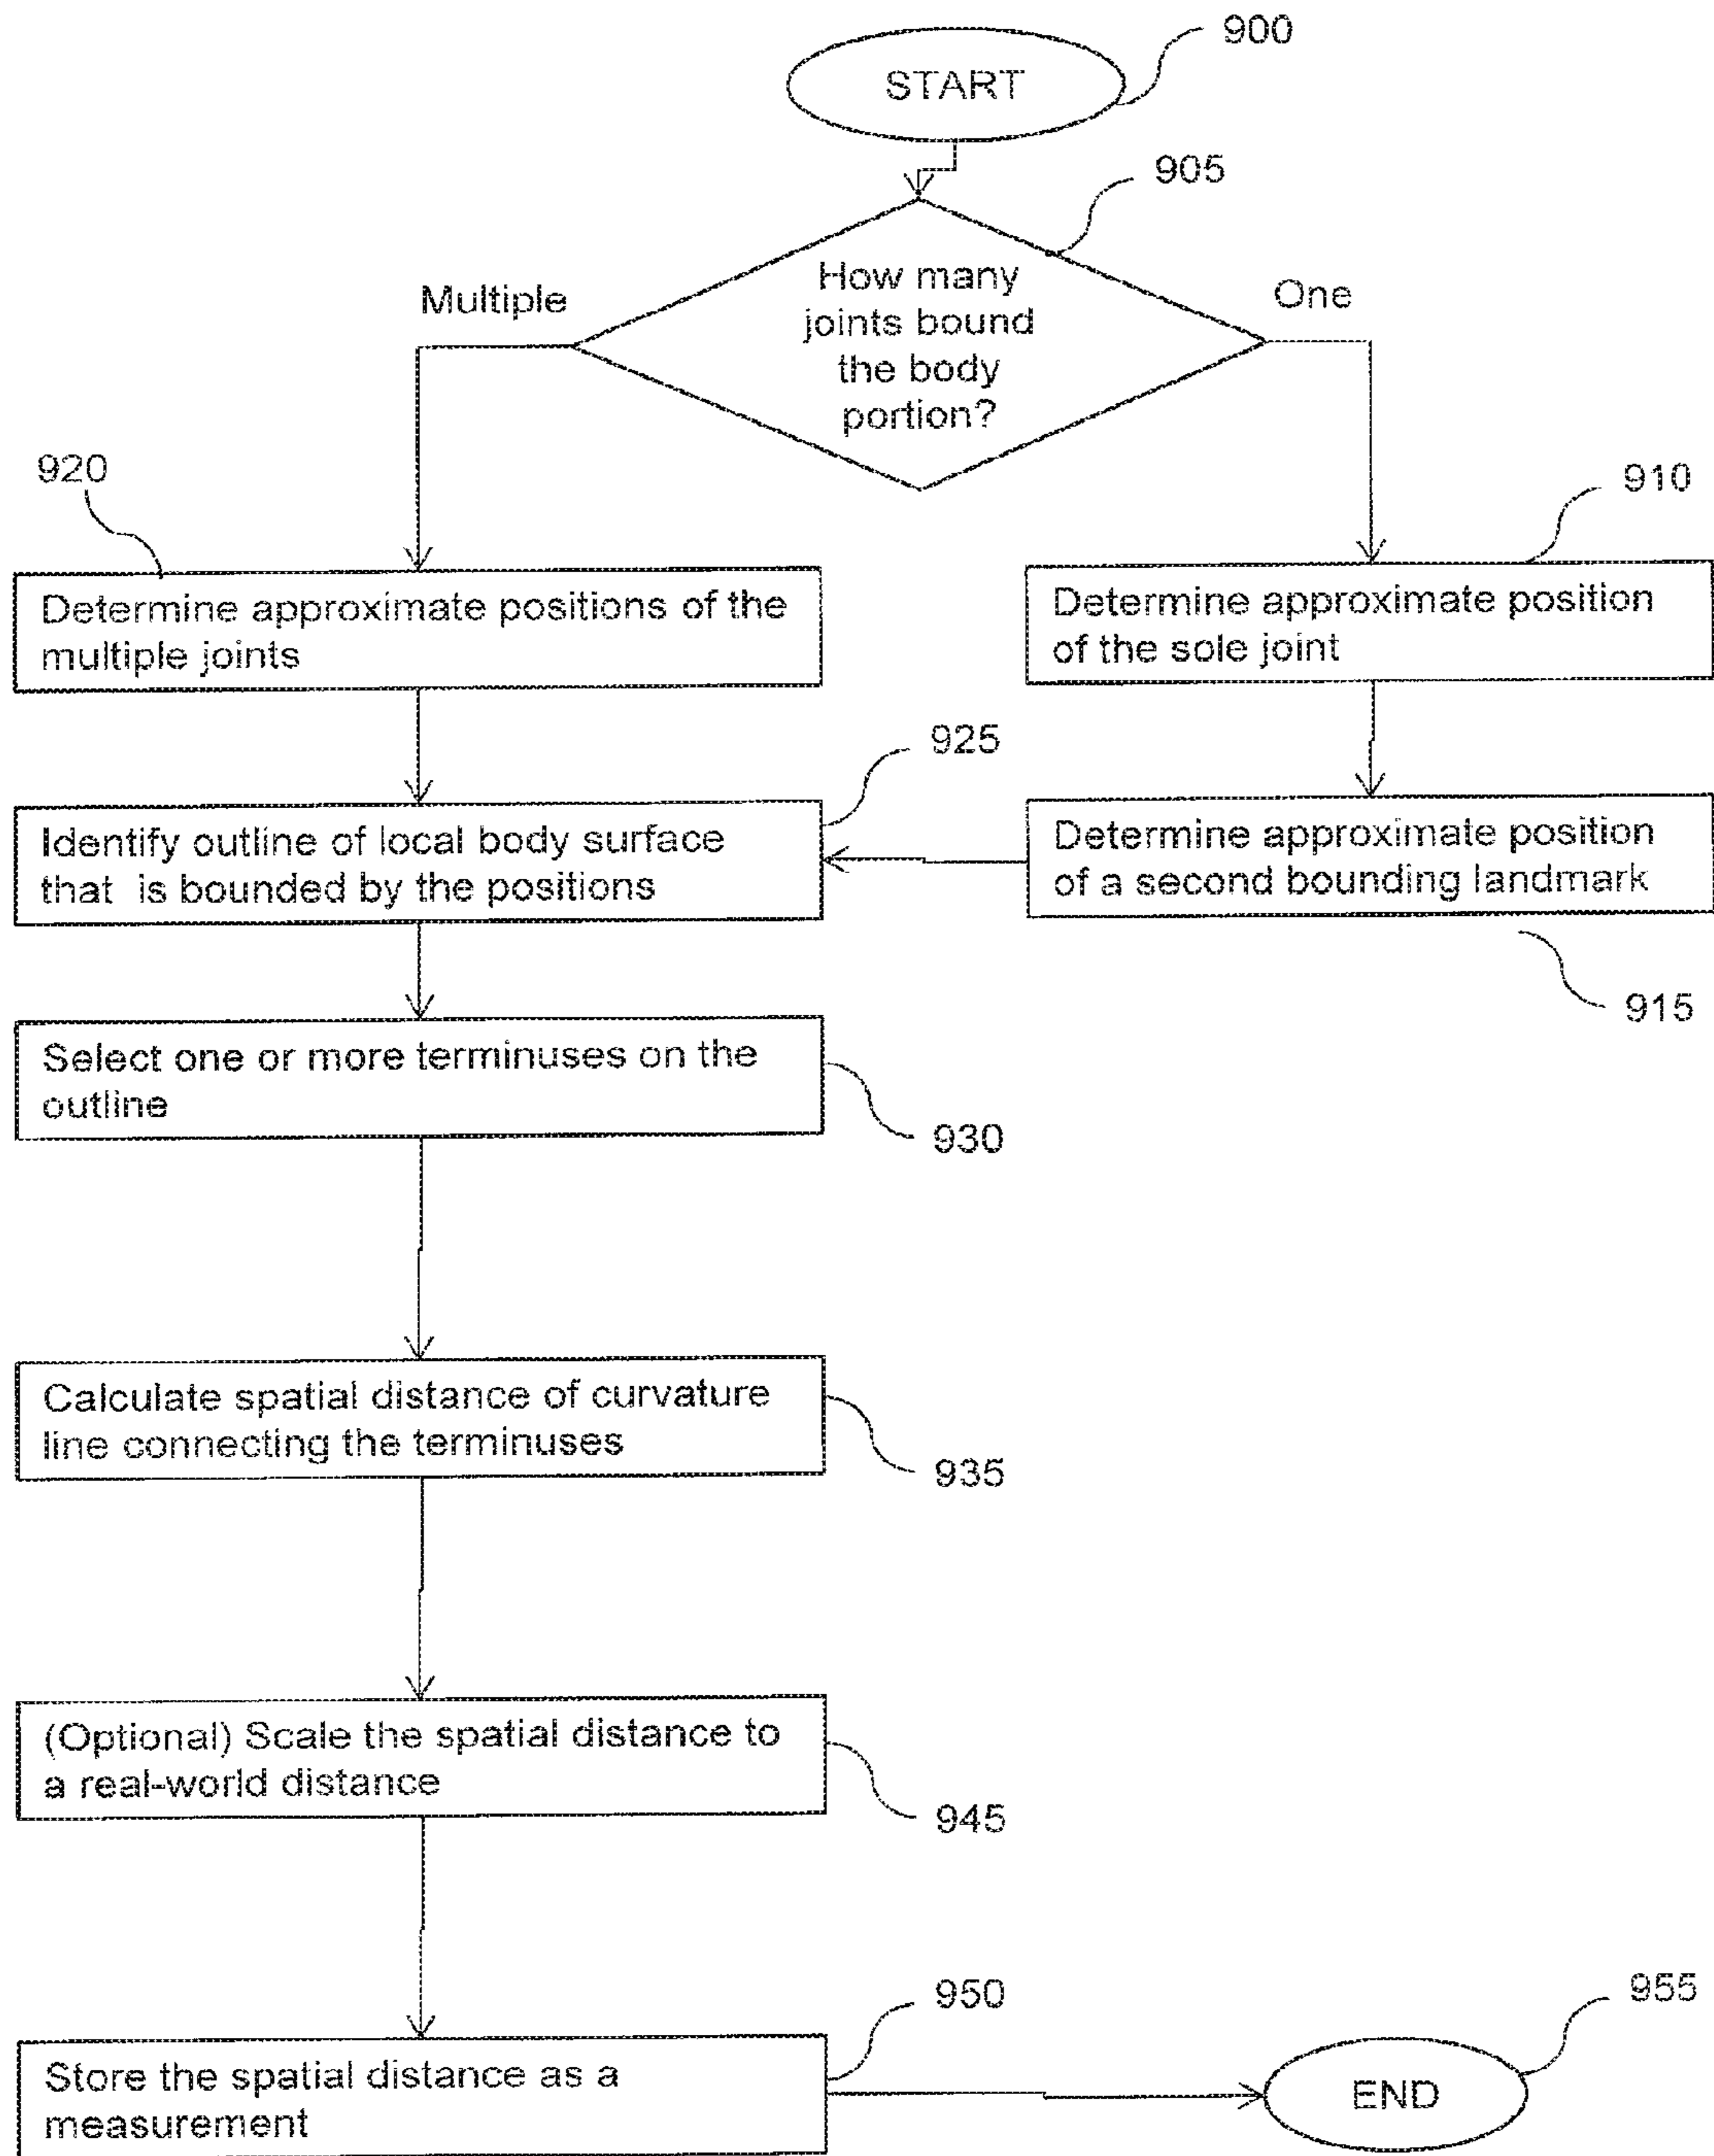 900
START
905
How many
joints bound
the body
portion?
Multiple
One
920
910
Determine approximate positions of the
multiple joints
Determine approximate position
of the sole joint
925
Identify outline of local body surface
that is bounded by the positions
Determine approximate position
of a second bounding landmark
915
Select one or more terminuses on the
outline
930
Calculate spatial distance of curvature
line connecting the terminuses
935
(Optional) Scale the spatial distance to
a real-world distance
945
950
955
Store the spatial distance as a
measurement
END